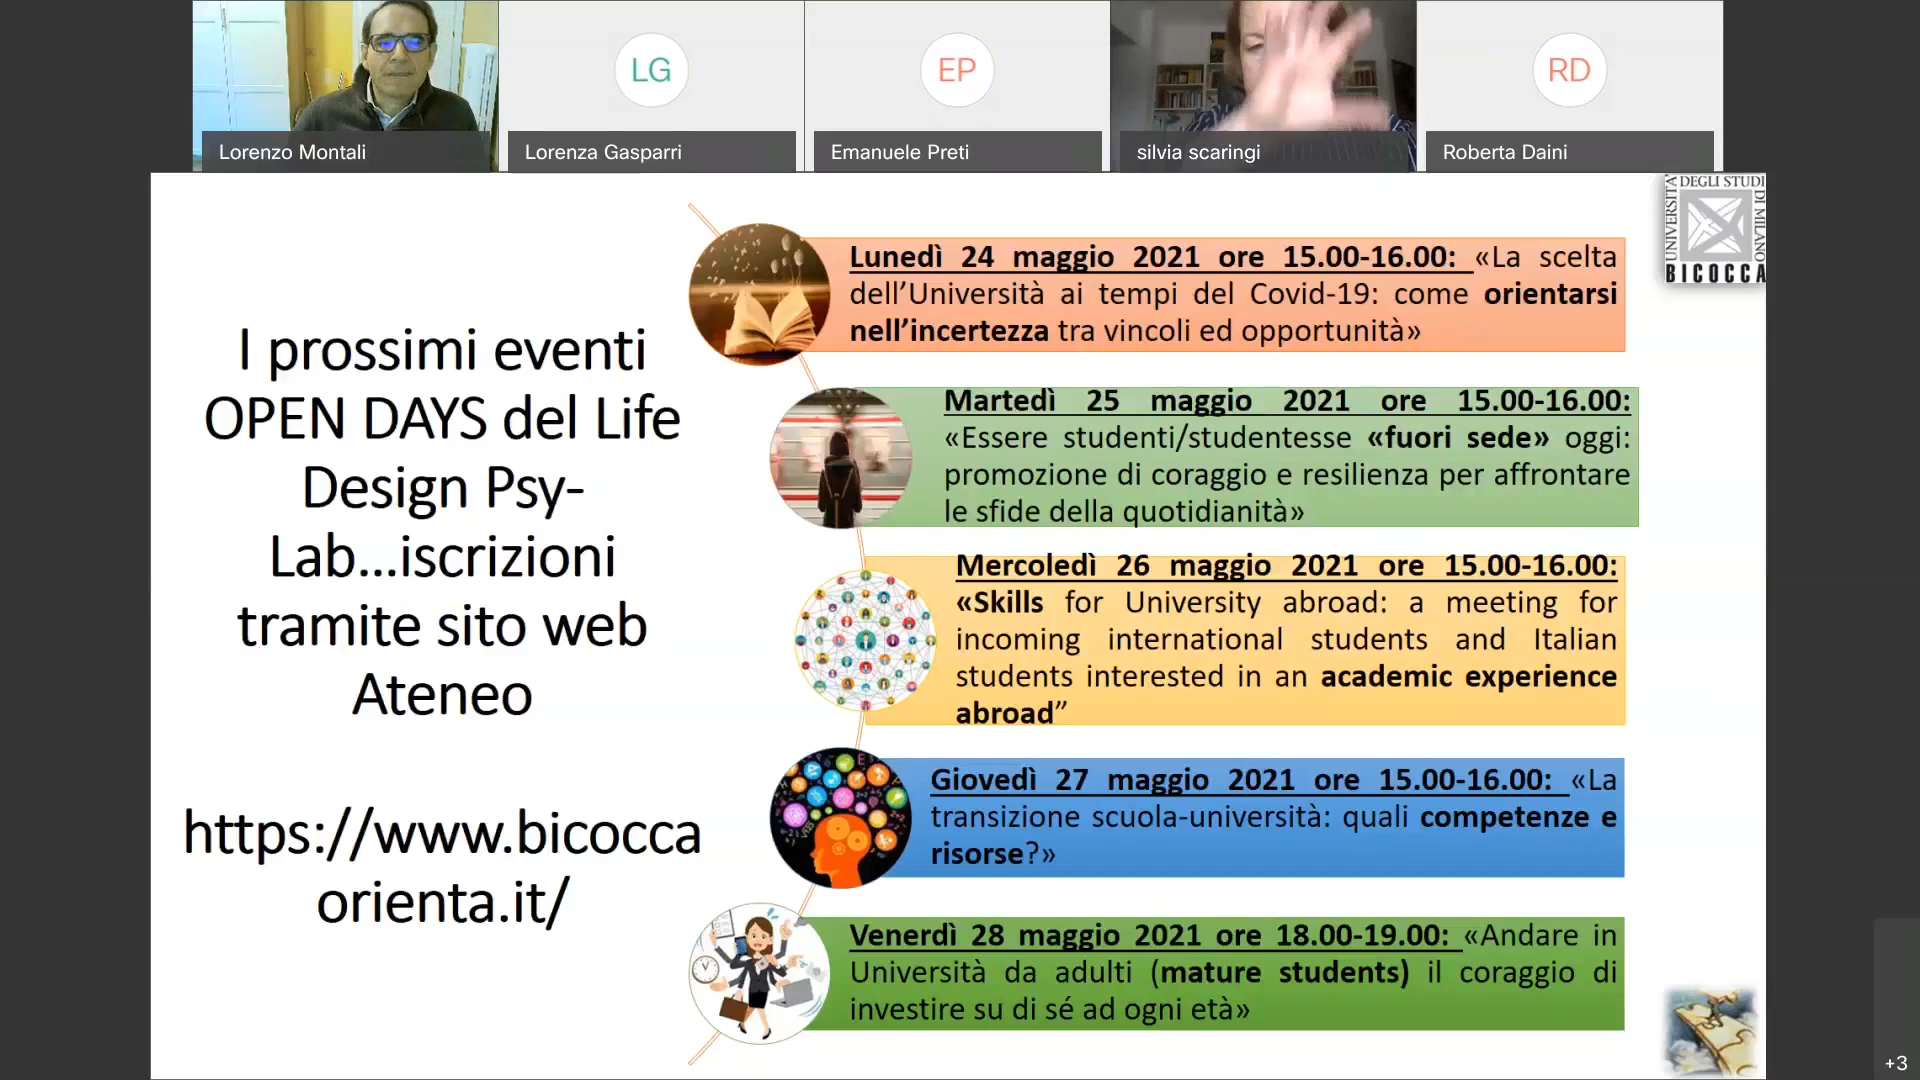 LG
EP
RD
Lorenzo Montali
Lorenza Gasparri
Emanuele Preti
silvia scaringi
Roberta Daini
UNIVERSITA'
DEGLI STUDI
DI MILANO
BICOCCA
I prossimi eventi
OPEN DAYS del Life
Design Psy-
Lab...iscrizioni
tramite sito web
Ateneo
https://www.bicocca
orienta.it/
Lunedì 24 maggio 2021 ore 15.00-16.00: «La scelta
dell’Università ai tempi del Covid-19: come orientarsi
nell’incertezza tra vincoli ed opportunità»
Martedì 25 maggio 2021 ore 15.00-16.00:
«Essere studenti/studentesse «fuori sede» oggi:
promozione di coraggio e resilienza per affrontare
le sfide della quotidianità»
Mercoledì 26 maggio 2021 ore 15.00-16.00:
«Skills for University abroad: a meeting for
incoming international students and Italian
students interested in an academic experience
abroad”
Giovedì 27 maggio 2021 ore 15.00-16.00: «La
transizione scuola-università: quali competenze e
risorse?»
Venerdì 28 maggio 2021 ore 18.00-19.00: «Andare in
Università da adulti (mature students) il coraggio di
investire su di sé ad ogni età»
+3